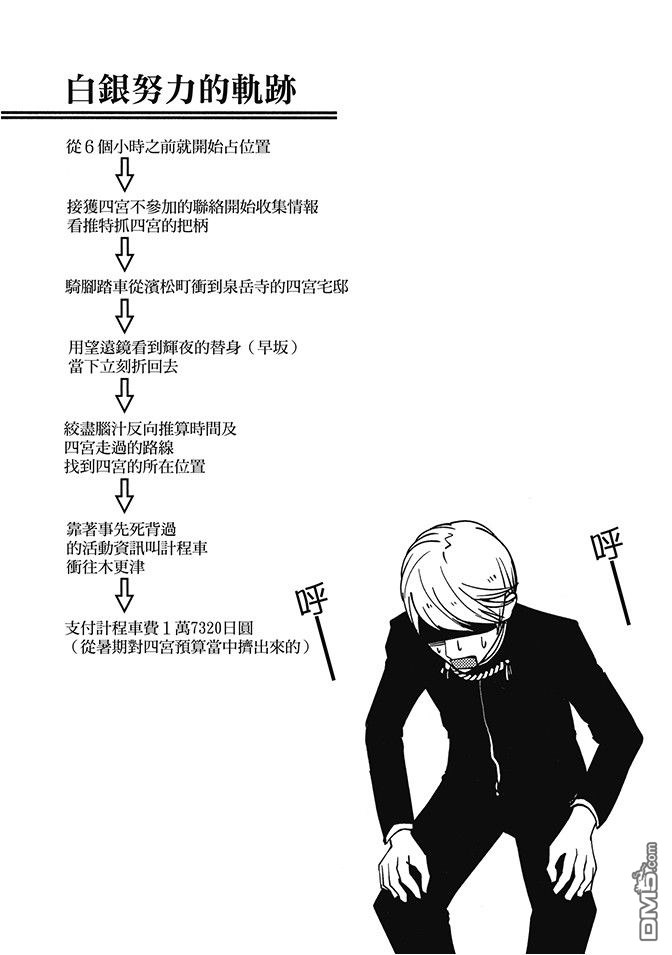 白銀努力的軌跡
從6個小時之前就開始占位置
接獲四宮不參加的聯絡開始收集情報
看推特抓四宮的把柄
騎腳踏車從濱松町衝到泉岳寺的四宮宅邸
用望遠鏡看到輝夜的替身（早坂）
當下立刻折回去
絞盡腦汁反向推算時間及
四宮走過的路線
找到四宮的所在位置
靠著事先死背過
的活動資訊叫計程車
衝往木更津
支付計程車費1萬7320日圓
（從暑期對四宮預算當中擠出來的）
呼—
呼—
DM5.com